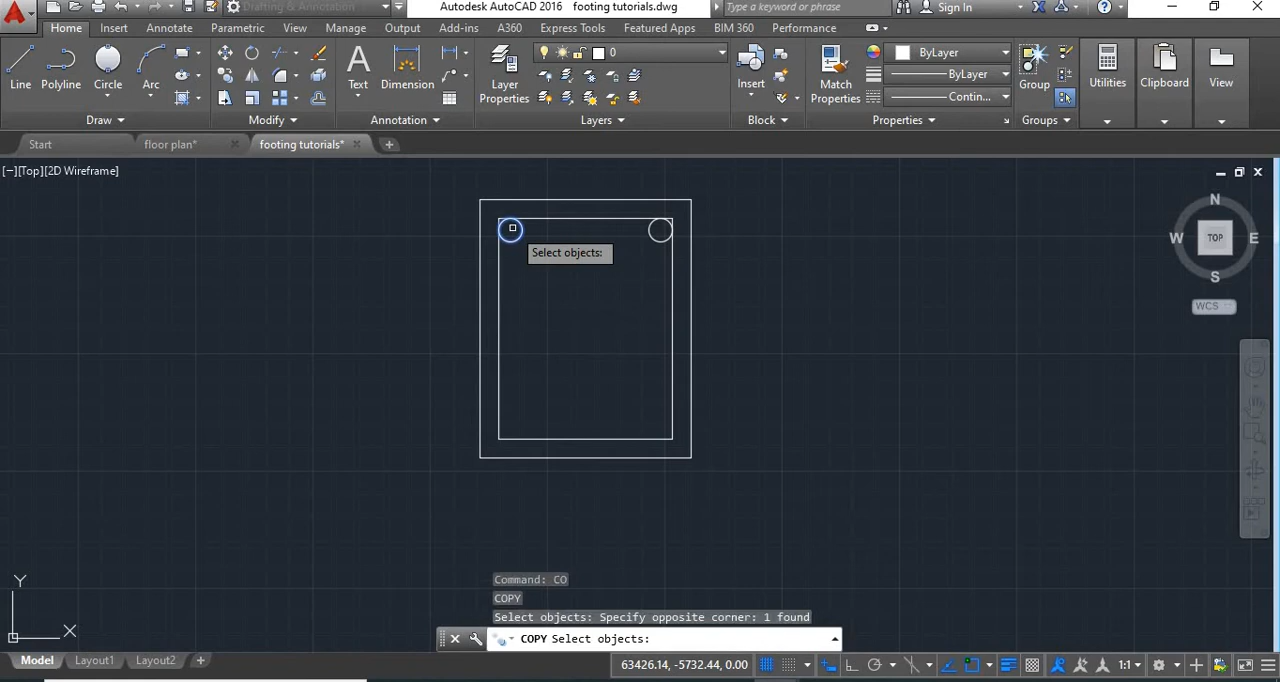 Drafting & Annotation
Autodesk AutoCAD 2016 footing tutorials.dwg
Type a keyword or phrase
Sign In
Home Insert Annotate Parametric View Manage Output Add-ins A360 Express Tools Featured Apps BIM 360 Performance
0
ByLayer
ByLayer
Contin...
Line Polyline Circle Arc
Text Dimension
Layer Properties
Insert
Match Properties
Group
Utilities Clipboard View
Draw Modify Annotation Layers Block Properties Groups
Start floor plan* footing tutorials*
[−][Top][2D Wireframe]
N
W TOP E
S
WCS
Select objects:
Y
X
Command: CO
COPY
Select objects: Specify opposite corner: 1 found
COPY Select objects:
Model Layout1 Layout2
63426.14, -5732.44, 0.00
1:1